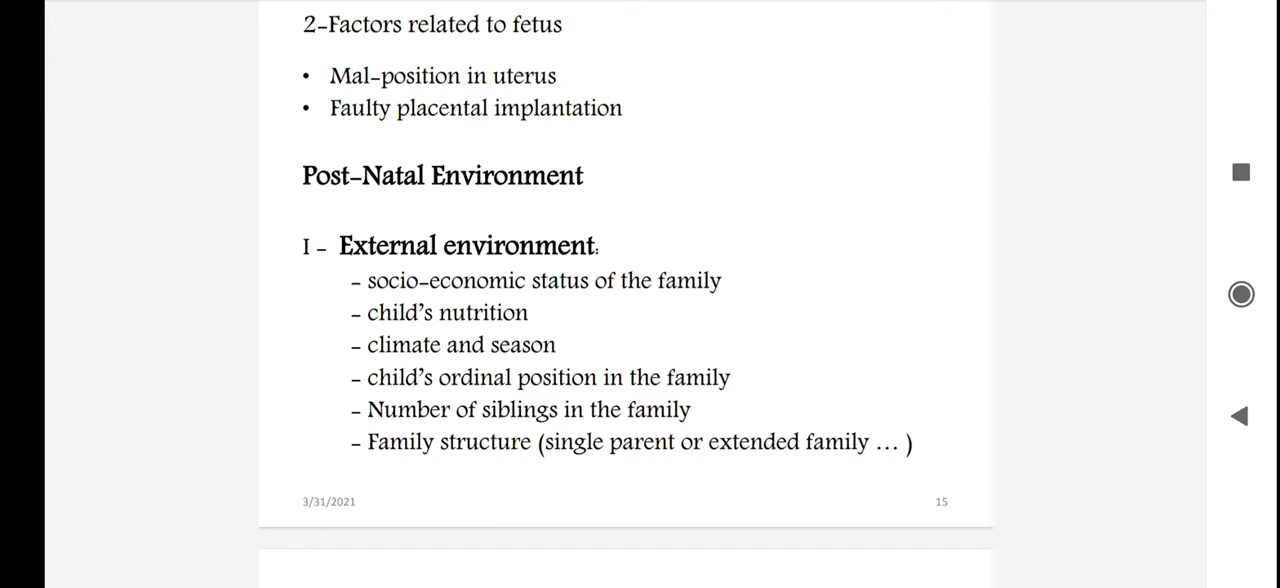 2-Factors related to fetus
• Mal-position in uterus
• Faulty placental implantation
Post-Natal Environment
I - External environment:
- socio-economic status of the family
- child's nutrition
- climate and season
- child's ordinal position in the family
- Number of siblings in the family
- Family structure (single parent or extended family ... )
3/31/2021 15